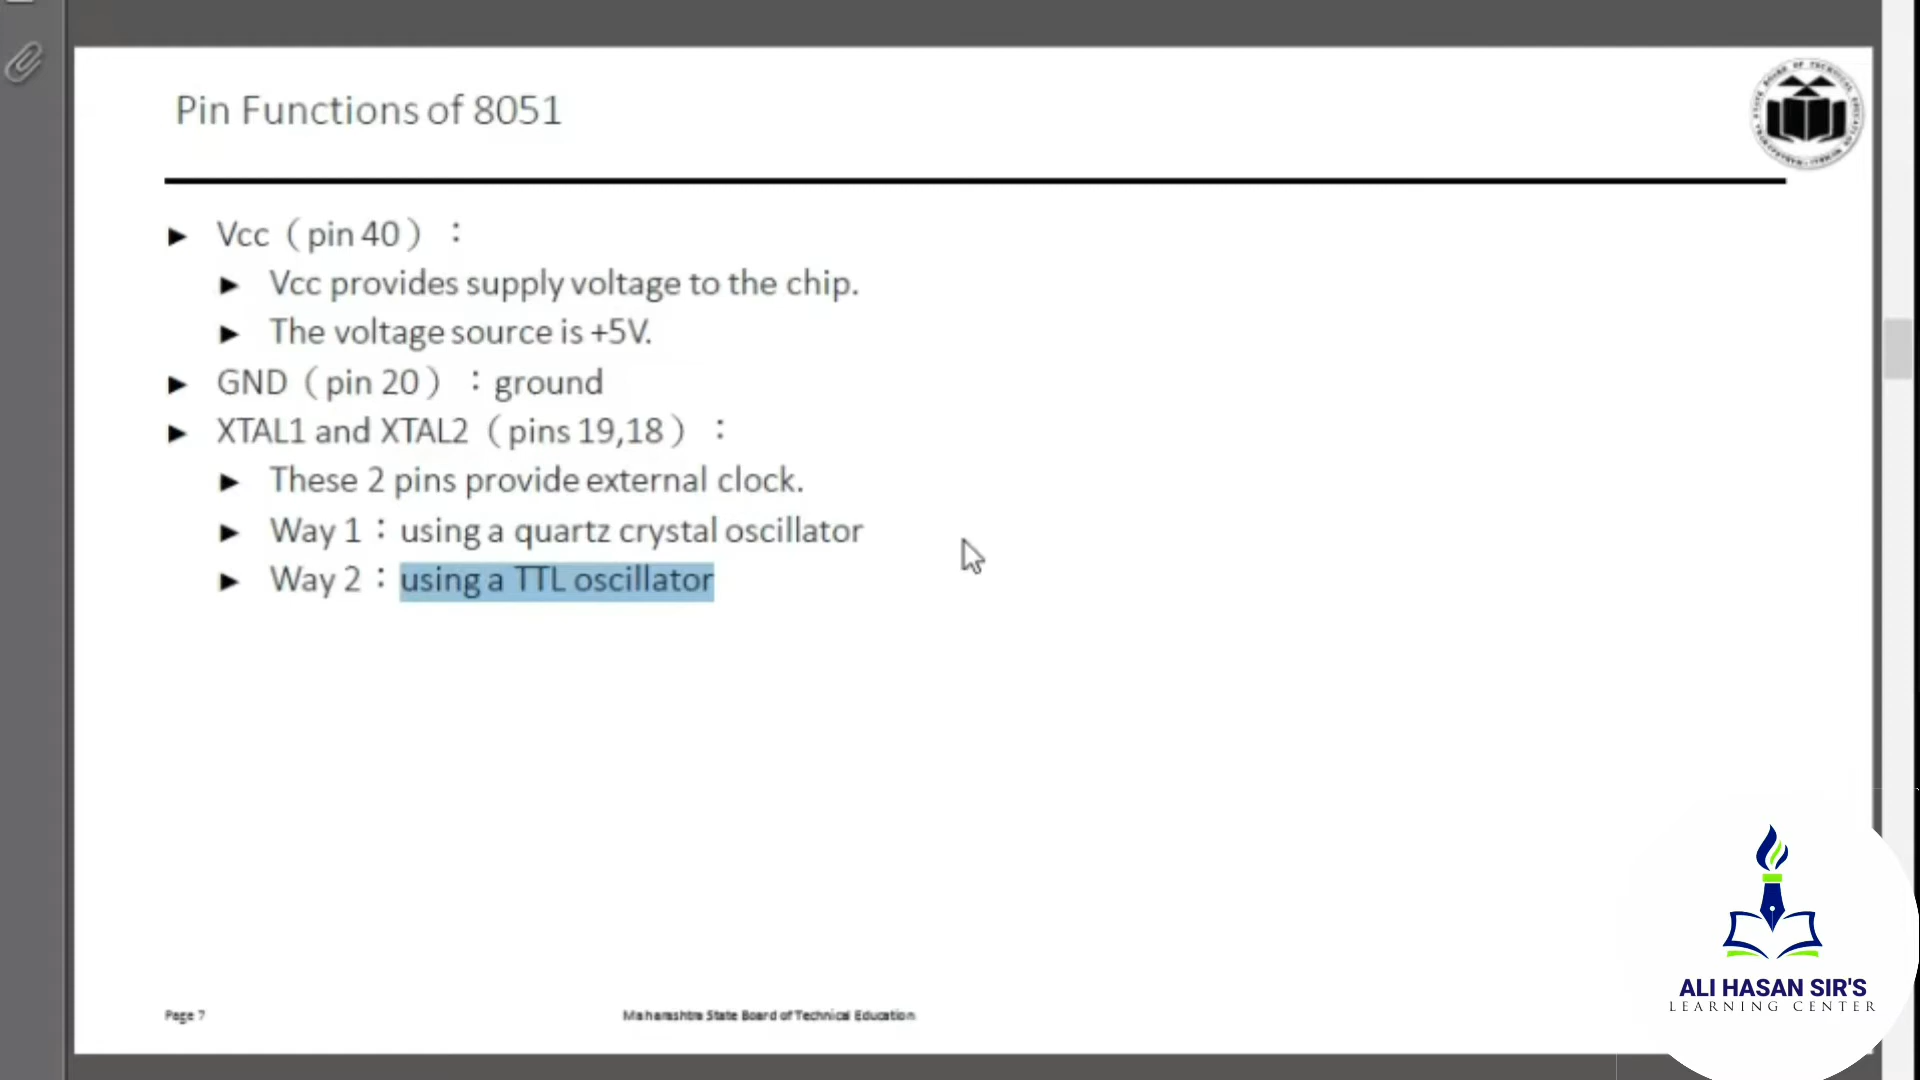 Pin Functions of 8051
► Vcc（pin 40）：
► Vcc provides supply voltage to the chip.
► The voltage source is +5V.
► GND（pin 20）：ground
► XTAL1 and XTAL2（pins 19,18）：
► These 2 pins provide external clock.
► Way 1：using a quartz crystal oscillator
► Way 2：using a TTL oscillator
Page 7
Maharashtra State Board of Technical Education
ALI HASAN SIR'S
LEARNING CENTER